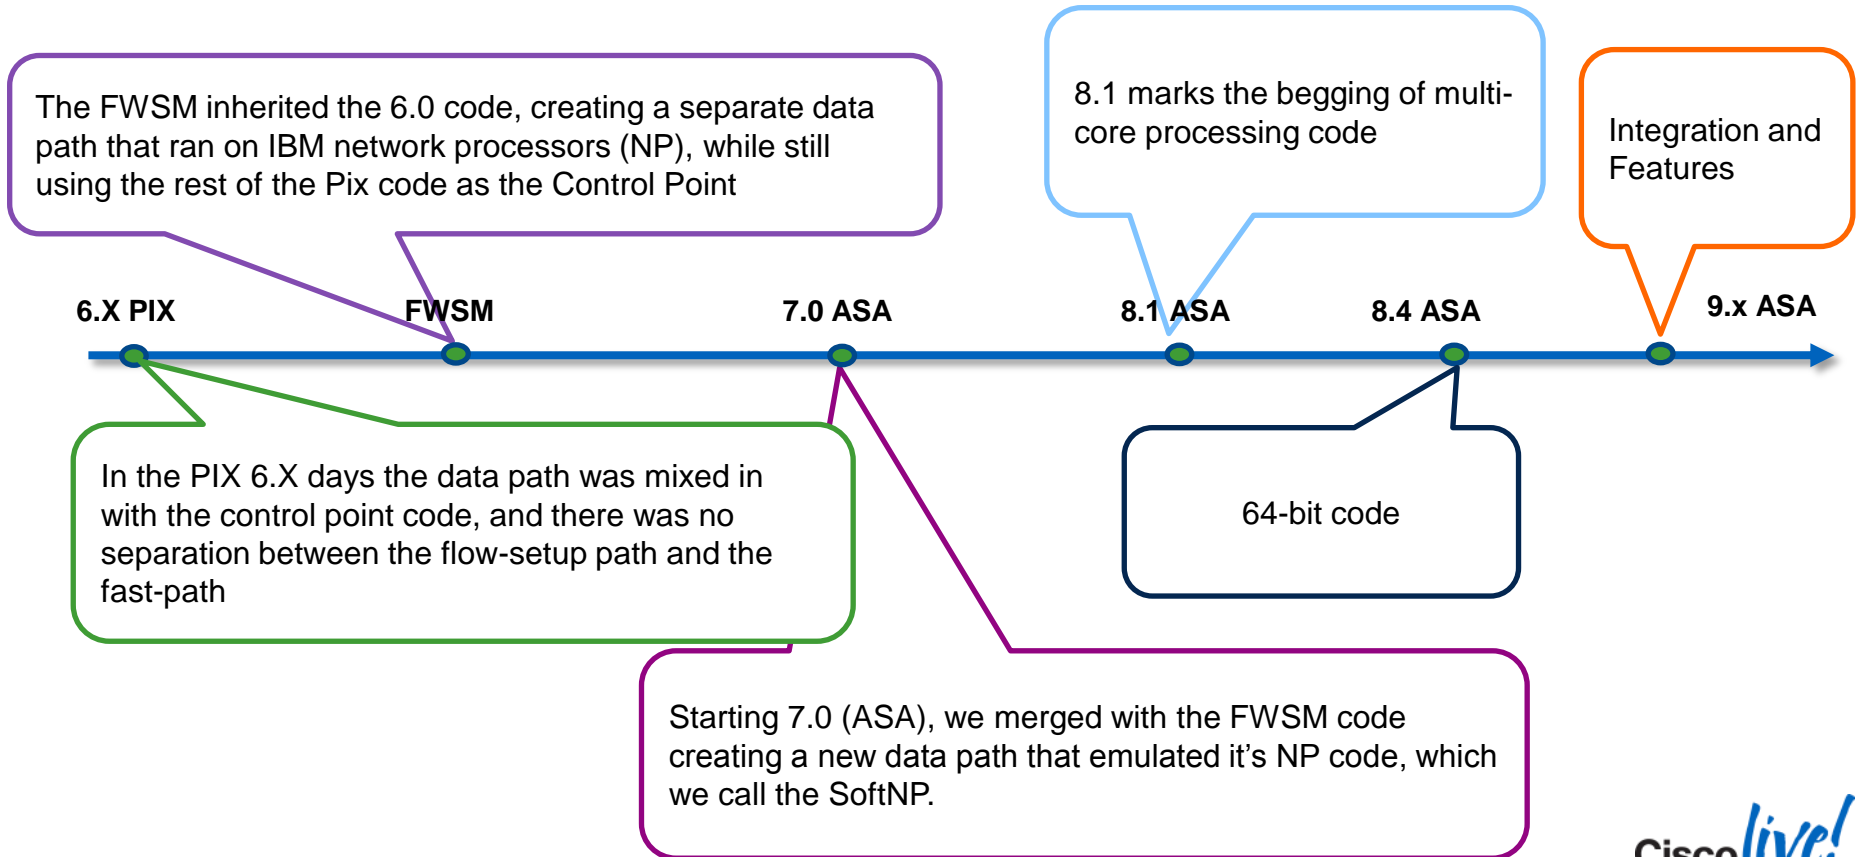 The FWSM inherited the 6.0 code, creating a separate data
path that ran on IBM network processors (NP), while still
using the rest of the Pix code as the Control Point
8.1 marks the begging of multi-
core processing code
Integration and
Features
6.X PIX
FWSM
7.0 ASA
8.1 ASA
8.4 ASA
9.x ASA
In the PIX 6.X days the data path was mixed in
with the control point code, and there was no
separation between the flow-setup path and the
fast-path
64-bit code
Starting 7.0 (ASA), we merged with the FWSM code
creating a new data path that emulated it’s NP code, which
we call the SoftNP.
Cisco live!